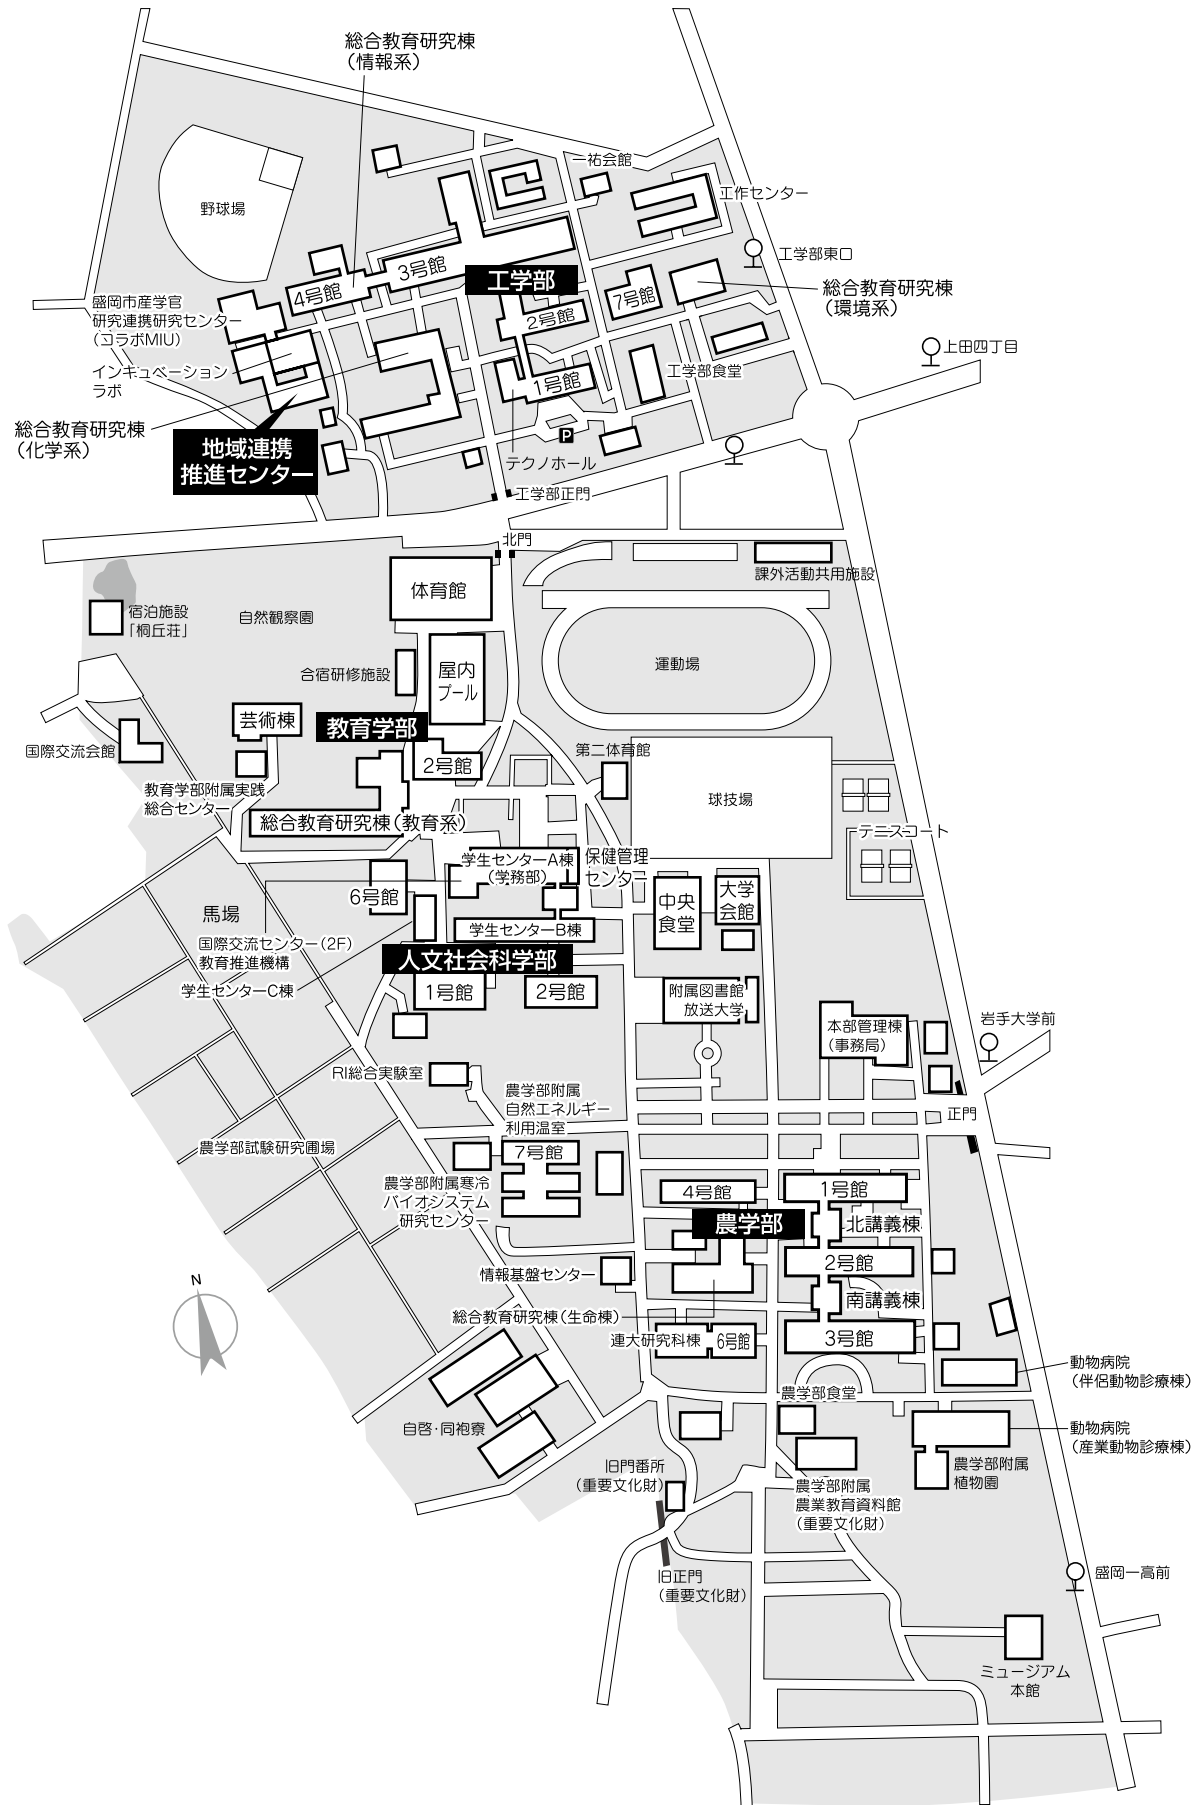 総合教育研究棟
（情報系）
一祐会館
工作センター
野球場
工学部東口
3号館
工学部
4号館
7号館
総合教育研究棟
（環境系）
盛岡市産学官
研究連携研究センター
（コラボMIU）
2号館
上田四丁目
インキュベーション
ラボ
工学部食堂
1号館
総合教育研究棟
（化学系）
地域連携
推進センター
P
テクノホール
工学部正門
北門
課外活動共用施設
体育館
宿泊施設
「桐丘荘」
自然観察園
運動場
合宿研修施設
屋内
プール
芸術棟
教育学部
国際交流会館
2号館
第二体育館
教育学部附属実践
総合センター
球技場
総合教育研究棟（教育系）
テニスコート
学生センターA棟
（学務部）
保健管理
センター
6号館
中央
食堂
大学
会館
馬場
学生センターB棟
国際交流センター（2F）
教育推進機構
人文社会科学部
学生センターC棟
1号館
2号館
附属図書館
放送大学
本部管理棟
（事務局）
岩手大学前
RI総合実験室
農学部附属
自然エネルギー
利用温室
正門
農学部試験研究圃場
7号館
農学部附属寒冷
バイオシステム
研究センター
4号館
1号館
農学部
北講義棟
2号館
情報基盤センター
N
南講義棟
総合教育研究棟（生命棟）
連大研究科棟
6号館
3号館
動物病院
（伴侶動物診療棟）
農学部食堂
自啓・同袍寮
動物病院
（産業動物診療棟）
旧門番所
（重要文化財）
農学部附属
植物園
農学部附属
農業教育資料館
（重要文化財）
旧正門
（重要文化財）
盛岡一高前
ミュージアム
本館